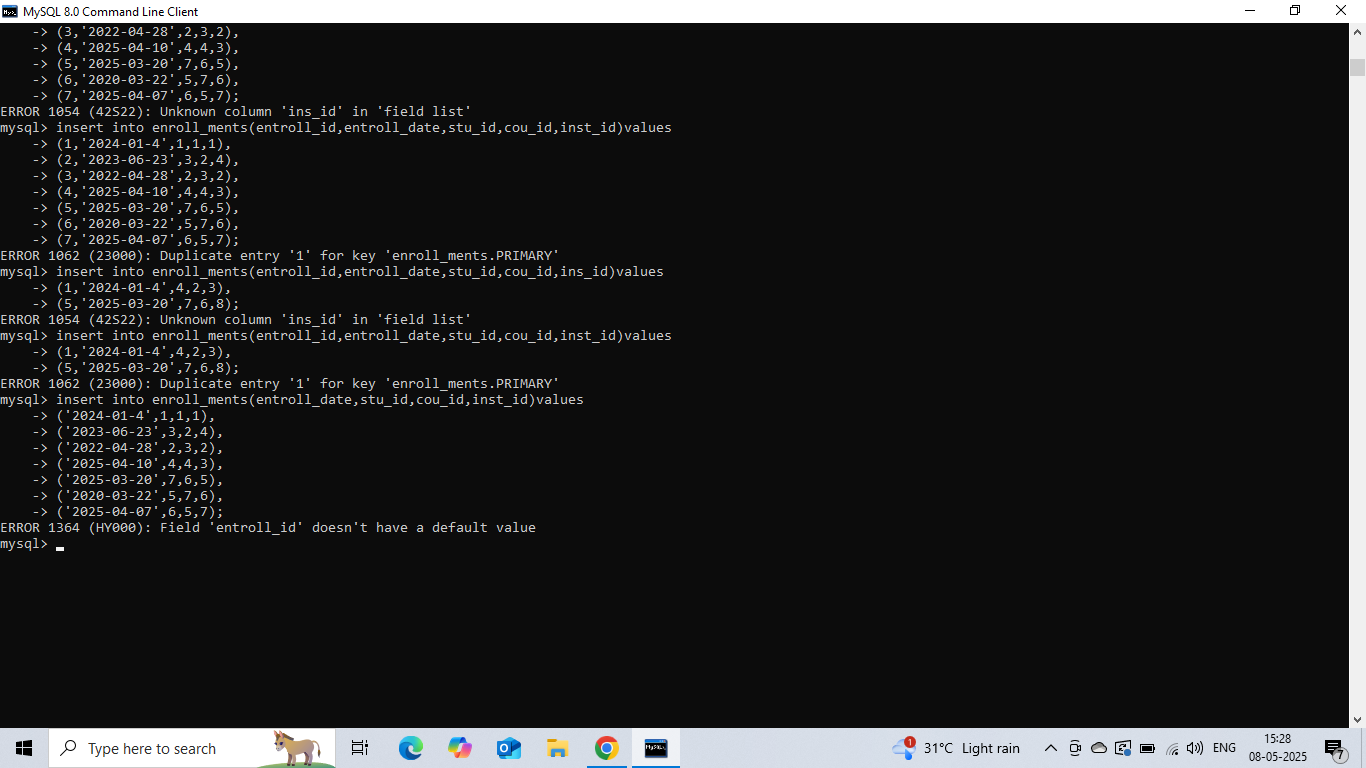 MySQL 8.0 Command Line Client
    -> (3,'2022-04-28',2,3,2),
    -> (4,'2025-04-10',4,4,3),
    -> (5,'2025-03-20',7,6,5),
    -> (6,'2020-03-22',5,7,6),
    -> (7,'2025-04-07',6,5,7);
ERROR 1054 (42S22): Unknown column 'ins_id' in 'field list'
mysql> insert into enroll_ments(entroll_id,entroll_date,stu_id,cou_id,inst_id)values
    -> (1,'2024-01-4',1,1,1),
    -> (2,'2023-06-23',3,2,4),
    -> (3,'2022-04-28',2,3,2),
    -> (4,'2025-04-10',4,4,3),
    -> (5,'2025-03-20',7,6,5),
    -> (6,'2020-03-22',5,7,6),
    -> (7,'2025-04-07',6,5,7);
ERROR 1062 (23000): Duplicate entry '1' for key 'enroll_ments.PRIMARY'
mysql> insert into enroll_ments(entroll_id,entroll_date,stu_id,cou_id,ins_id)values
    -> (1,'2024-01-4',4,2,3),
    -> (5,'2025-03-20',7,6,8);
ERROR 1054 (42S22): Unknown column 'ins_id' in 'field list'
mysql> insert into enroll_ments(entroll_id,entroll_date,stu_id,cou_id,inst_id)values
    -> (1,'2024-01-4',4,2,3),
    -> (5,'2025-03-20',7,6,8);
ERROR 1062 (23000): Duplicate entry '1' for key 'enroll_ments.PRIMARY'
mysql> insert into enroll_ments(entroll_date,stu_id,cou_id,inst_id)values
    -> ('2024-01-4',1,1,1),
    -> ('2023-06-23',3,2,4),
    -> ('2022-04-28',2,3,2),
    -> ('2025-04-10',4,4,3),
    -> ('2025-03-20',7,6,5),
    -> ('2020-03-22',5,7,6),
    -> ('2025-04-07',6,5,7);
ERROR 1364 (HY000): Field 'entroll_id' doesn't have a default value
mysql>
Type here to search
MySQL
1
31°C Light rain
ENG
15:28
08-05-2025
7